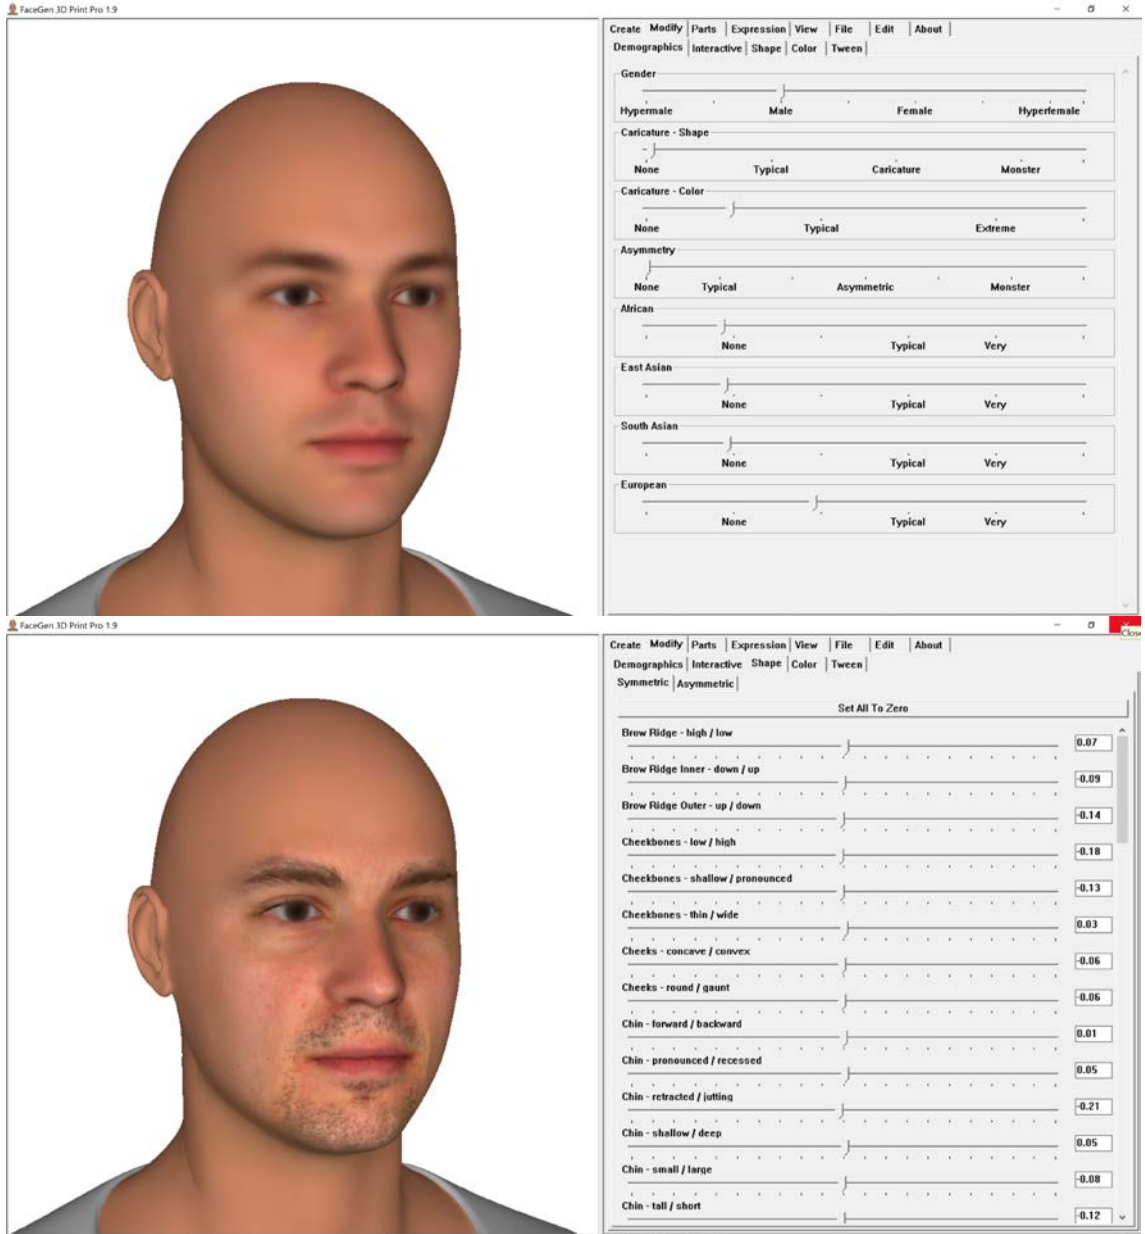 FaceGen 3D Print Pro 1.9
Create Modify Parts Expression View File Edit About
Demographics Interactive Shape Color Tween
Gender
Hypermale Male Female Hyperfemale
Caricature - Shape
None Typical Caricature Monster
Caricature - Color
None Typical Extreme
Asymmetry
None Typical Asymmetric Monster
African
None Typical Very
East Asian
None Typical Very
South Asian
None Typical Very
European
None Typical Very
FaceGen 3D Print Pro 1.9
Close
Create Modify Parts Expression View File Edit About
Demographics Interactive Shape Color Tween
Symmetric Asymmetric
Set All To Zero
Brow Ridge - high / low 0.07
Brow Ridge Inner - down / up -0.09
Brow Ridge Outer - up / down -0.14
Cheekbones - low / high -0.18
Cheekbones - shallow / pronounced -0.13
Cheekbones - thin / wide 0.03
Cheeks - concave / convex -0.06
Cheeks - round / gaunt -0.06
Chin - forward / backward 0.01
Chin - pronounced / recessed 0.05
Chin - retracted / jutting -0.21
Chin - shallow / deep 0.05
Chin - small / large -0.08
Chin - tall / short -0.12